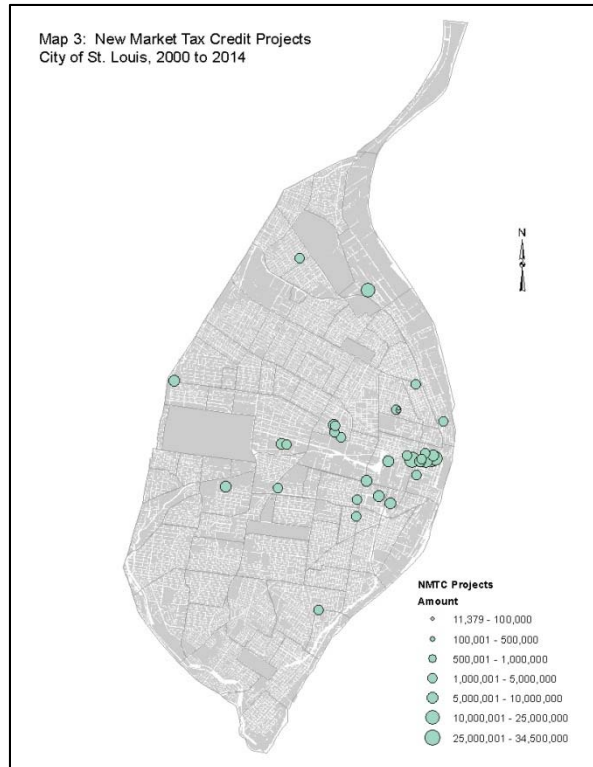 Map 3: New Market Tax Credit Projects
City of St. Louis, 2000 to 2014
N
NMTC Projects
Amount
11,379 - 100,000
100,001 - 500,000
500,001 - 1,000,000
1,000,001 - 5,000,000
5,000,001 - 10,000,000
10,000,001 - 25,000,000
25,000,001 - 34,500,000